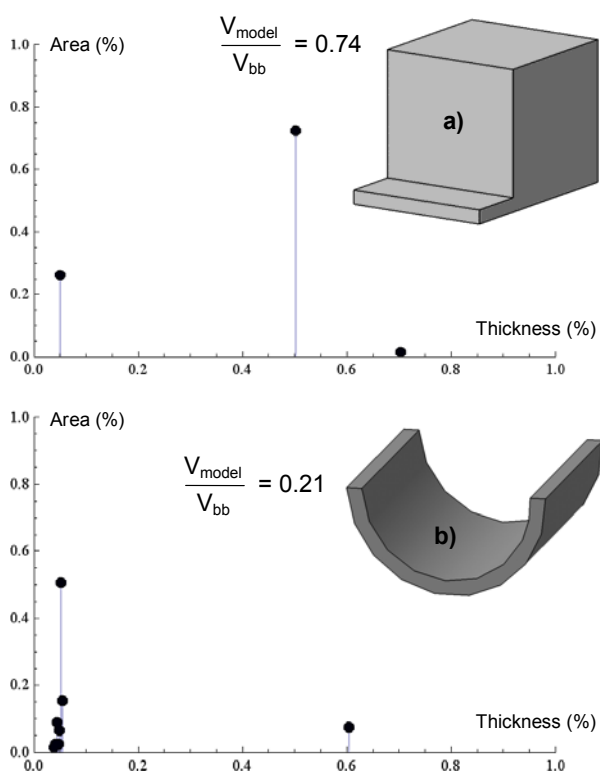 Area (%)
V_model / V_bb = 0.74
a)
1.0
0.8
0.6
0.4
0.2
0.0
Thickness (%)
0.0 0.2 0.4 0.6 0.8 1.0
Area (%)
V_model / V_bb = 0.21
b)
1.0
0.8
0.6
0.4
0.2
0.0
Thickness (%)
0.0 0.2 0.4 0.6 0.8 1.0